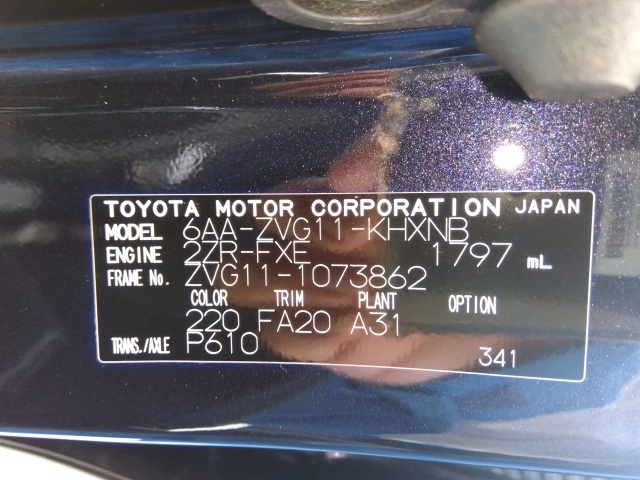 TOYOTA MOTOR CORPORATION JAPAN
MODEL 6AA-ZVG11-KHXNB
ENGINE 2ZR-FXE 1797 mL
FRAME No. ZVG11-1073862
COLOR TRIM PLANT OPTION
220 FA20 A31
TRANS./AXLE P610
341